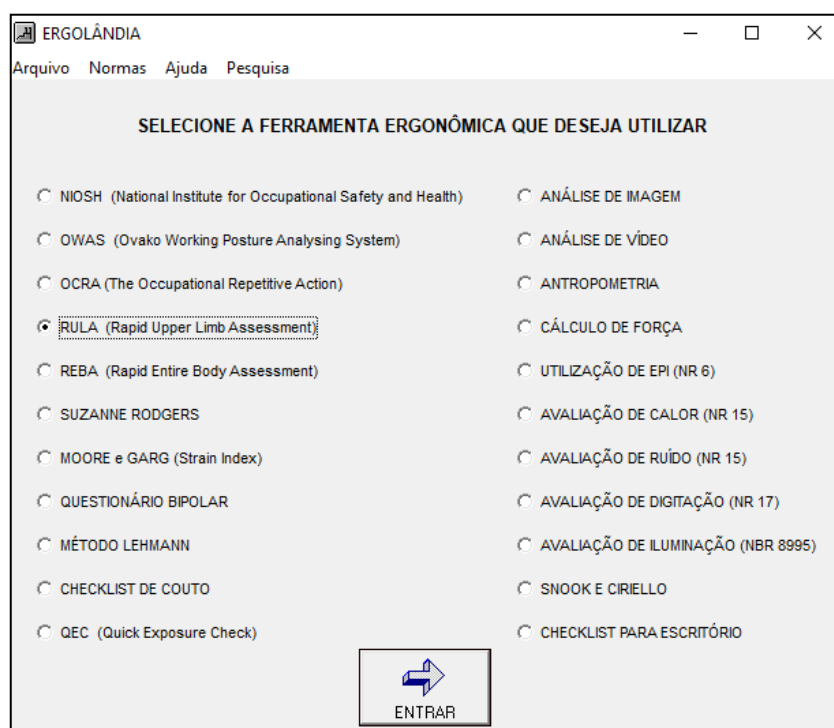 ERGOLÂNDIA
Arquivo Normas Ajuda Pesquisa
SELECIONE A FERRAMENTA ERGONÔMICA QUE DESEJA UTILIZAR
NIOSH (National Institute for Occupational Safety and Health)
OWAS (Ovako Working Posture Analysing System)
OCRA (The Occupational Repetitive Action)
RULA (Rapid Upper Limb Assessment)
REBA (Rapid Entire Body Assessment)
SUZANNE RODGERS
MOORE e GARG (Strain Index)
QUESTIONÁRIO BIPOLAR
MÉTODO LEHMANN
CHECKLIST DE COUTO
QEC (Quick Exposure Check)
ANÁLISE DE IMAGEM
ANÁLISE DE VÍDEO
ANTROPOMETRIA
CÁLCULO DE FORÇA
UTILIZAÇÃO DE EPI (NR 6)
AVALIAÇÃO DE CALOR (NR 15)
AVALIAÇÃO DE RUÍDO (NR 15)
AVALIAÇÃO DE DIGITAÇÃO (NR 17)
AVALIAÇÃO DE ILUMINAÇÃO (NBR 8995)
SNOOK E CIRIELLO
CHECKLIST PARA ESCRITÓRIO
ENTRAR